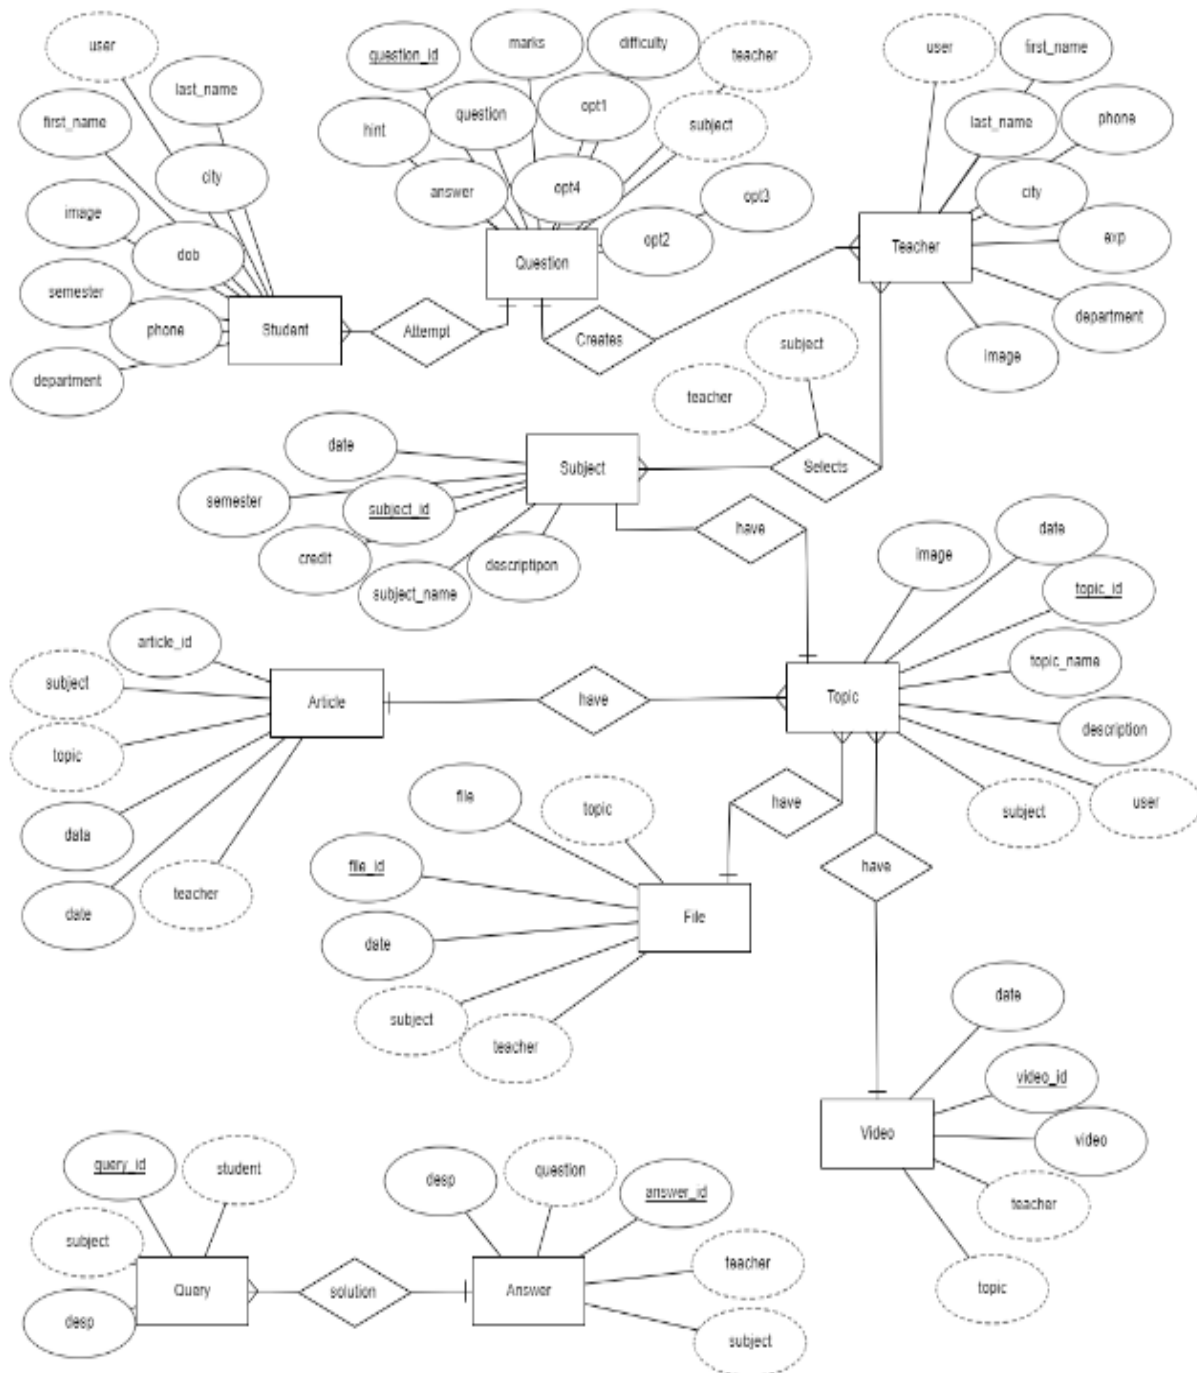 user
last_name
first_name
city
image
dob
semester
phone
department
Student
Attempt
question_id
marks
difficulty
teacher
hint
question
opt1
subject
answer
opt4
opt3
opt2
Question
Creates
user
first_name
last_name
phone
city
exp
Teacher
department
image
subject
teacher
Selects
date
Subject
semester
subject_id
credit
subject_name
descriptipon
have
image
date
topic_id
topic_name
Topic
description
user
subject
article_id
subject
Article
have
topic
data
date
teacher
file
topic
have
file_id
date
File
subject
teacher
have
date
video_id
Video
video
teacher
topic
query_id
student
subject
Query
desp
solution
desp
question
answer_id
Answer
teacher
subject